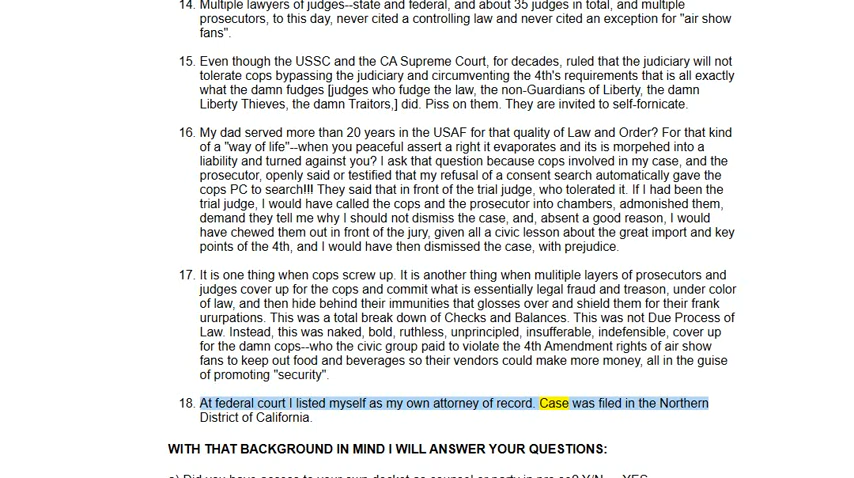 14. Multiple lawyers of judges--state and federal, and about 35 judges in total, and multiple
prosecutors, to this day, never cited a controlling law and never cited an exception for "air show
fans".
15. Even though the USSC and the CA Supreme Court, for decades, ruled that the judiciary will not
tolerate cops bypassing the judiciary and circumventing the 4th's requirements that is all exactly
what the damn fudges [judges who fudge the law, the non-Guardians of Liberty, the damn
Liberty Thieves, the damn Traitors,] did. Piss on them. They are invited to self-fornicate.
16. My dad served more than 20 years in the USAF for that quality of Law and Order? For that kind
of a "way of life"--when you peaceful assert a right it evaporates and its is morpehed into a
liability and turned against you? I ask that question because cops involved in my case, and the
prosecutor, openly said or testified that my refusal of a consent search automatically gave the
cops PC to search!!! They said that in front of the trial judge, who tolerated it. If I had been the
trial judge, I would have called the cops and the prosecutor into chambers, admonished them,
demand they tell me why I should not dismiss the case, and, absent a good reason, I would
have chewed them out in front of the jury, given all a civic lesson about the great import and key
points of the 4th, and I would have then dismissed the case, with prejudice.
17. It is one thing when cops screw up. It is another thing when mulitiple layers of prosecutors and
judges cover up for the cops and commit what is essentially legal fraud and treason, under color
of law, and then hide behind their immunities that glosses over and shield them for their frank
ururpations. This was a total break down of Checks and Balances. This was not Due Process of
Law. Instead, this was naked, bold, ruthless, unprincipled, insufferable, indefensible, cover up
for the damn cops--who the civic group paid to violate the 4th Amendment rights of air show
fans to keep out food and beverages so their vendors could make more money, all in the guise
of promoting "security".
18. At federal court I listed myself as my own attorney of record. Case was filed in the Northern
District of California.
WITH THAT BACKGROUND IN MIND I WILL ANSWER YOUR QUESTIONS: